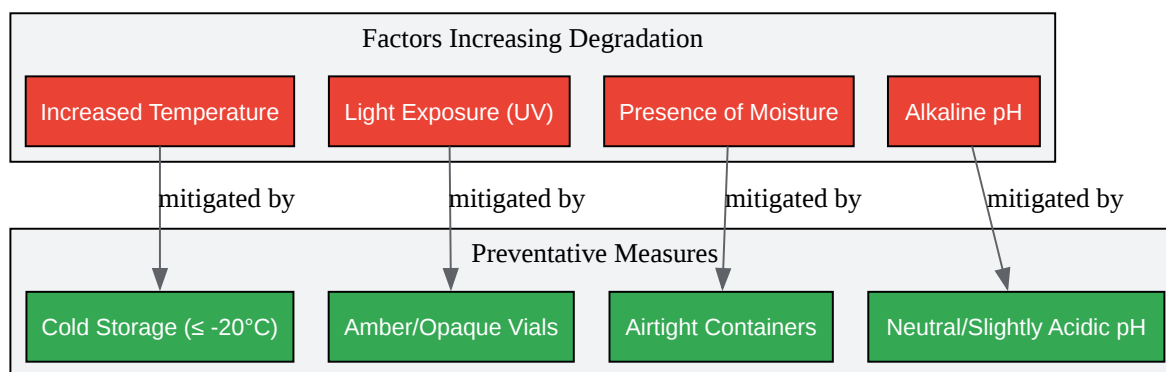 Factors Increasing Degradation
Increased Temperature
Light Exposure (UV)
Presence of Moisture
Alkaline pH
mitigated by
mitigated by
mitigated by
mitigated by
Preventative Measures
Cold Storage (≤ -20°C)
Amber/Opaque Vials
Airtight Containers
Neutral/Slightly Acidic pH